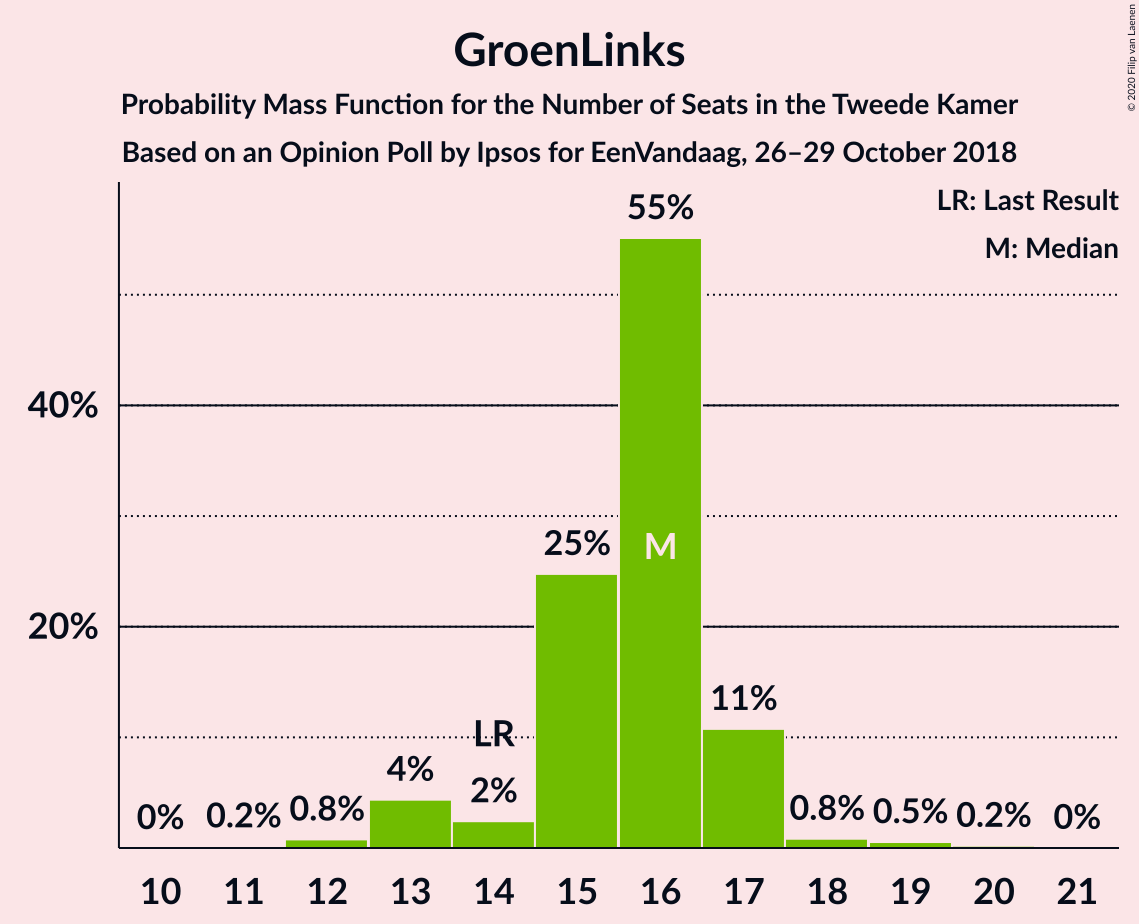 GroenLinks
Probability Mass Function for the Number of Seats in the Tweede Kamer
Based on an Opinion Poll by Ipsos for EenVandaag, 26–29 October 2018
© 2020 Filip van Laenen
LR: Last Result
M: Median
55%
40%
25%
M
20%
11%
LR
4%
2%
0%
0.2%
0.8%
0.8%
0.5%
0.2%
0%
10 11 12 13 14 15 16 17 18 19 20 21